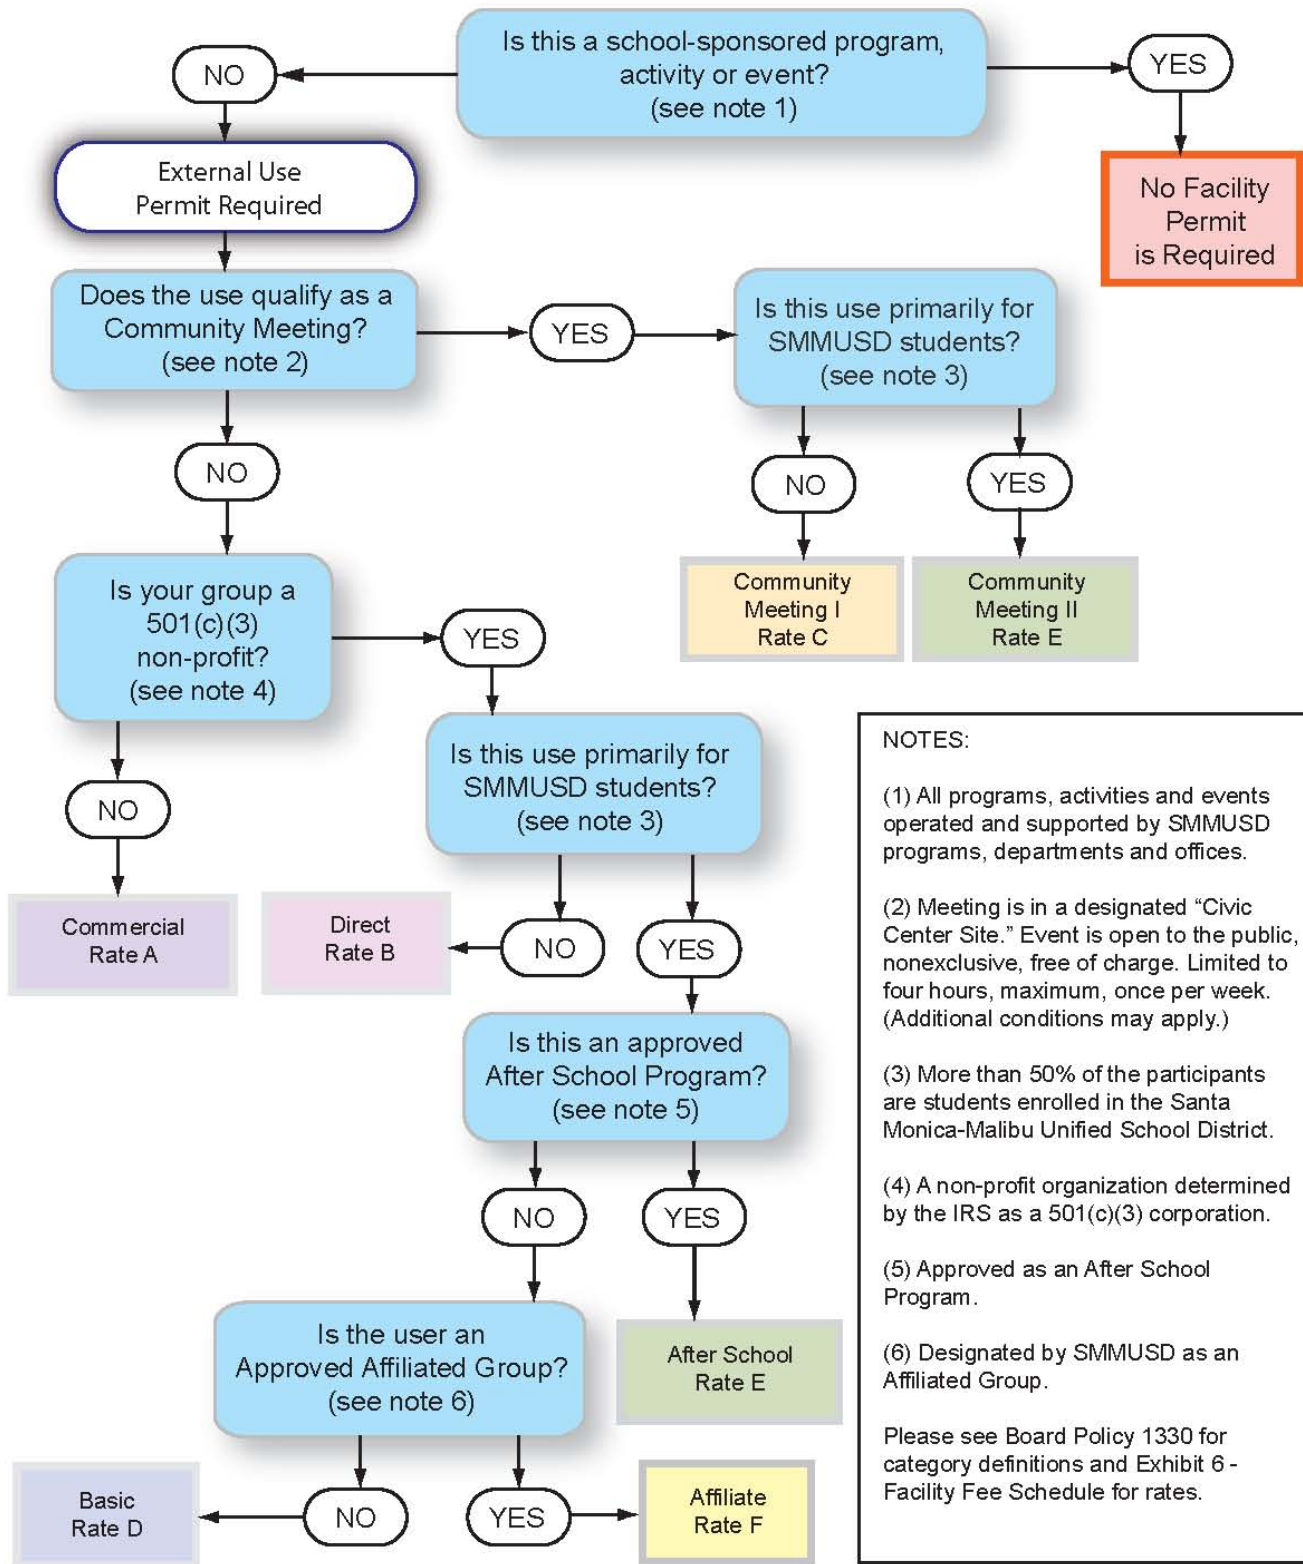 Is this a school-sponsored program,
activity or event?
(see note 1)
NO
YES
External Use
Permit Required
No Facility
Permit
is Required
Does the use qualify as a
Community Meeting?
(see note 2)
YES
Is this use primarily for
SMMUSD students?
(see note 3)
NO
NO
YES
Community
Meeting I
Rate C
Community
Meeting II
Rate E
Is your group a
501(c)(3)
non-profit?
(see note 4)
YES
NO
Is this use primarily for
SMMUSD students?
(see note 3)
Commercial
Rate A
Direct
Rate B
NO
YES
Is this an approved
After School Program?
(see note 5)
NO
YES
Is the user an
Approved Affiliated Group?
(see note 6)
After School
Rate E
Basic
Rate D
NO
YES
Affiliate
Rate F
NOTES:
(1) All programs, activities and events
operated and supported by SMMUSD
programs, departments and offices.
(2) Meeting is in a designated “Civic
Center Site.” Event is open to the public,
nonexclusive, free of charge. Limited to
four hours, maximum, once per week.
(Additional conditions may apply.)
(3) More than 50% of the participants
are students enrolled in the Santa
Monica-Malibu Unified School District.
(4) A non-profit organization determined
by the IRS as a 501(c)(3) corporation.
(5) Approved as an After School
Program.
(6) Designated by SMMUSD as an
Affiliated Group.
Please see Board Policy 1330 for
category definitions and Exhibit 6 -
Facility Fee Schedule for rates.